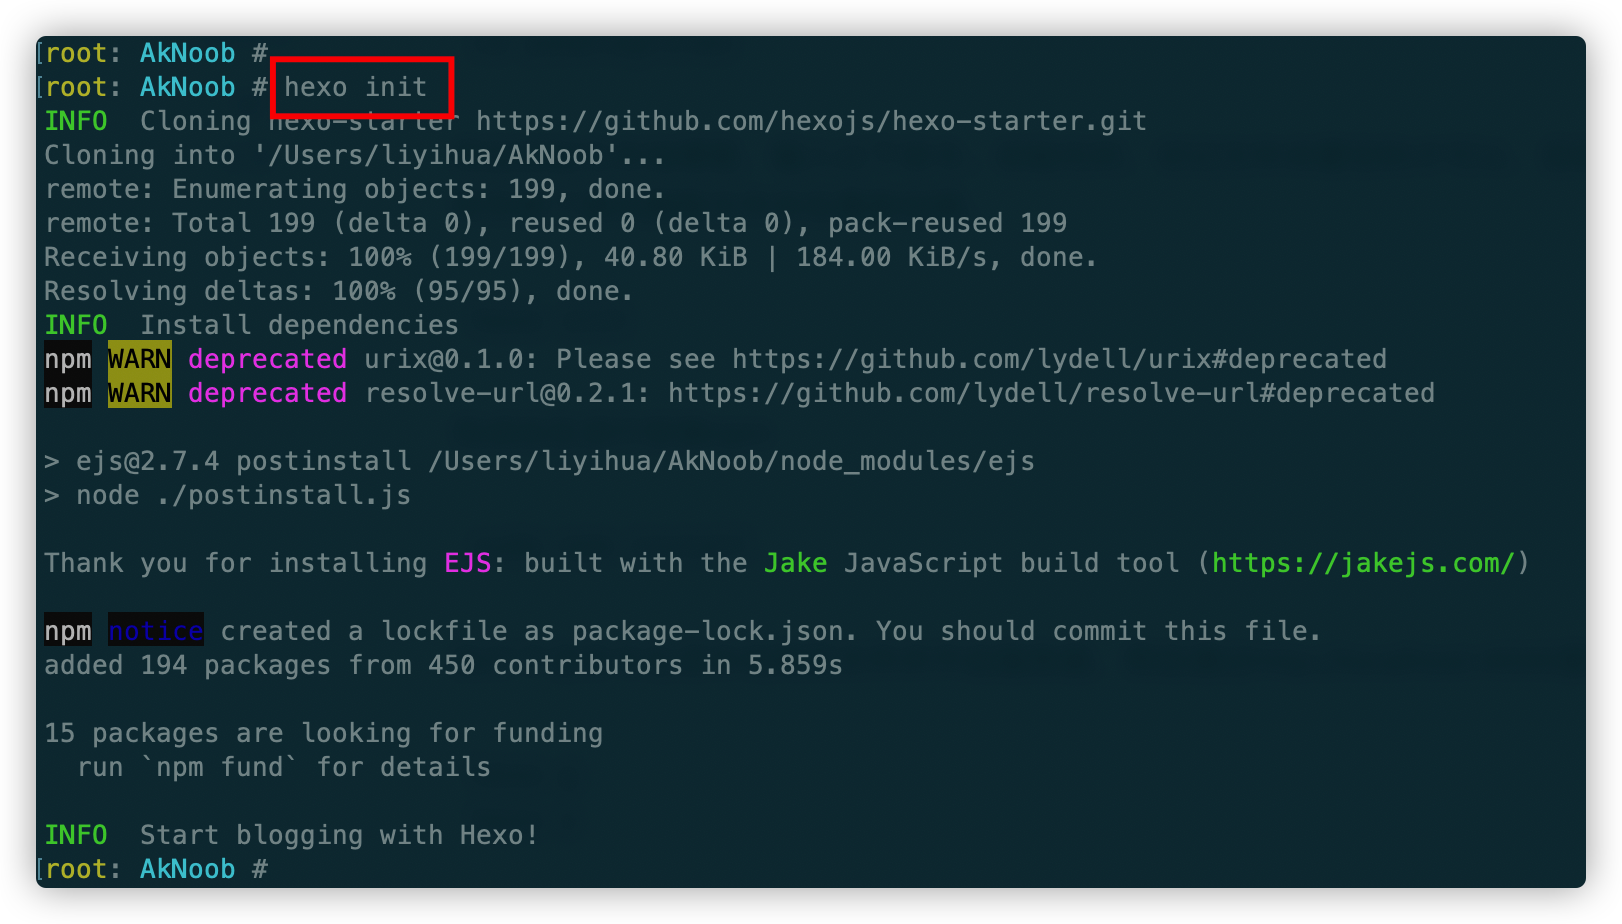 [root: AkNoob #
[root: AkNoob # hexo init
INFO  Cloning hexo-starter https://github.com/hexojs/hexo-starter.git
Cloning into '/Users/liyihua/AkNoob'...
remote: Enumerating objects: 199, done.
remote: Total 199 (delta 0), reused 0 (delta 0), pack-reused 199
Receiving objects: 100% (199/199), 40.80 KiB | 184.00 KiB/s, done.
Resolving deltas: 100% (95/95), done.
INFO  Install dependencies
npm WARN deprecated urix@0.1.0: Please see https://github.com/lydell/urix#deprecated
npm WARN deprecated resolve-url@0.2.1: https://github.com/lydell/resolve-url#deprecated
> ejs@2.7.4 postinstall /Users/liyihua/AkNoob/node_modules/ejs
> node ./postinstall.js
Thank you for installing EJS: built with the Jake JavaScript build tool (https://jakejs.com/)
npm notice created a lockfile as package-lock.json. You should commit this file.
added 194 packages from 450 contributors in 5.859s
15 packages are looking for funding
  run `npm fund` for details
INFO  Start blogging with Hexo!
[root: AkNoob #